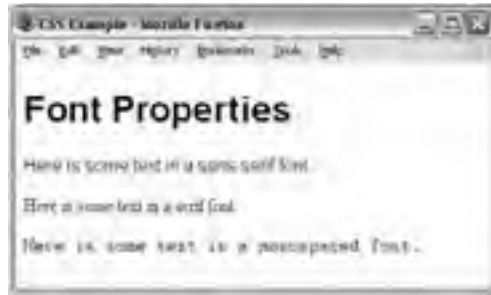 CSS Example - Mozilla Firefox
File Edit View History Bookmarks Tools Help
Font Properties
Here is some text in a sans-serif font.
Here is some text in a serif font.
Here is some text in a monospaced font.